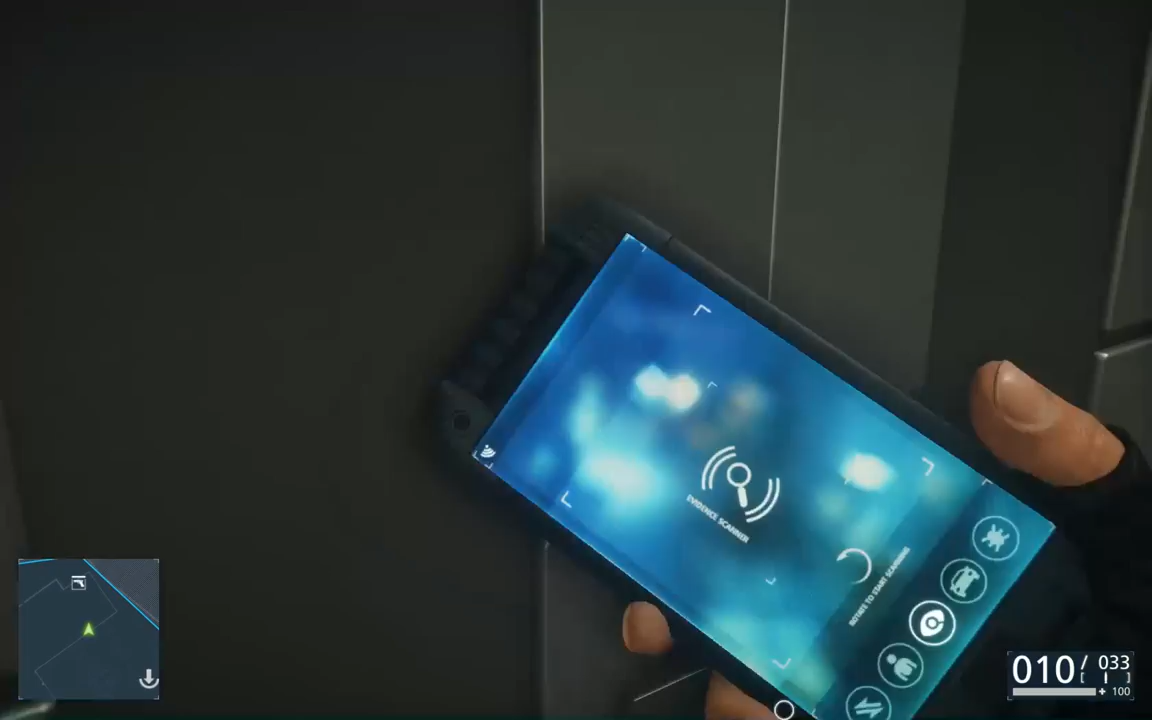 EVIDENCE SCANNER
ROTATE TO START SCANNING
010/ 033
+ 100